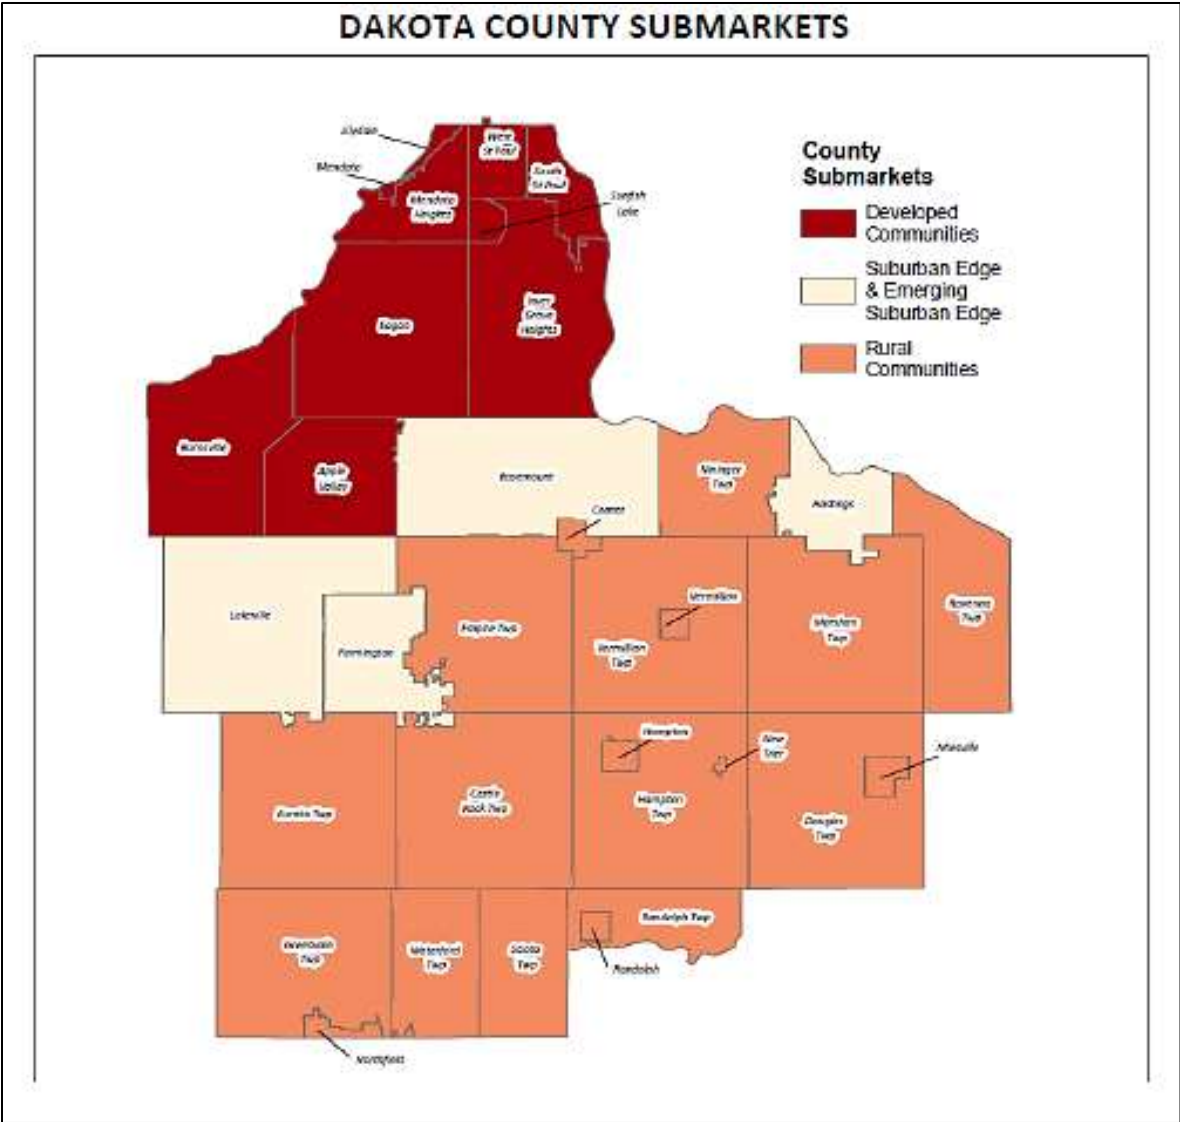 DAKOTA COUNTY SUBMARKETS
Lilydale
West
St Paul
Mendota
South
St Paul
Mendota
Heights
Sunfish
Lake
County
Submarkets
Developed
Communities
Suburban Edge
& Emerging
Suburban Edge
Rural
Communities
Inver
Grove
Heights
Eagan
Burnsville
Apple
Valley
Rosemount
Nininger
Twp
Hastings
Coates
Lakeville
Farmington
Empire Twp
Vermillion
Vermillion
Twp
Marshan
Twp
Ravenna
Twp
Hampton
New
Trier
Miesville
Eureka Twp
Castle
Rock Twp
Hampton
Twp
Douglas
Twp
Greenvale
Twp
Waterford
Twp
Sciota
Twp
Randolph Twp
Randolph
Northfield